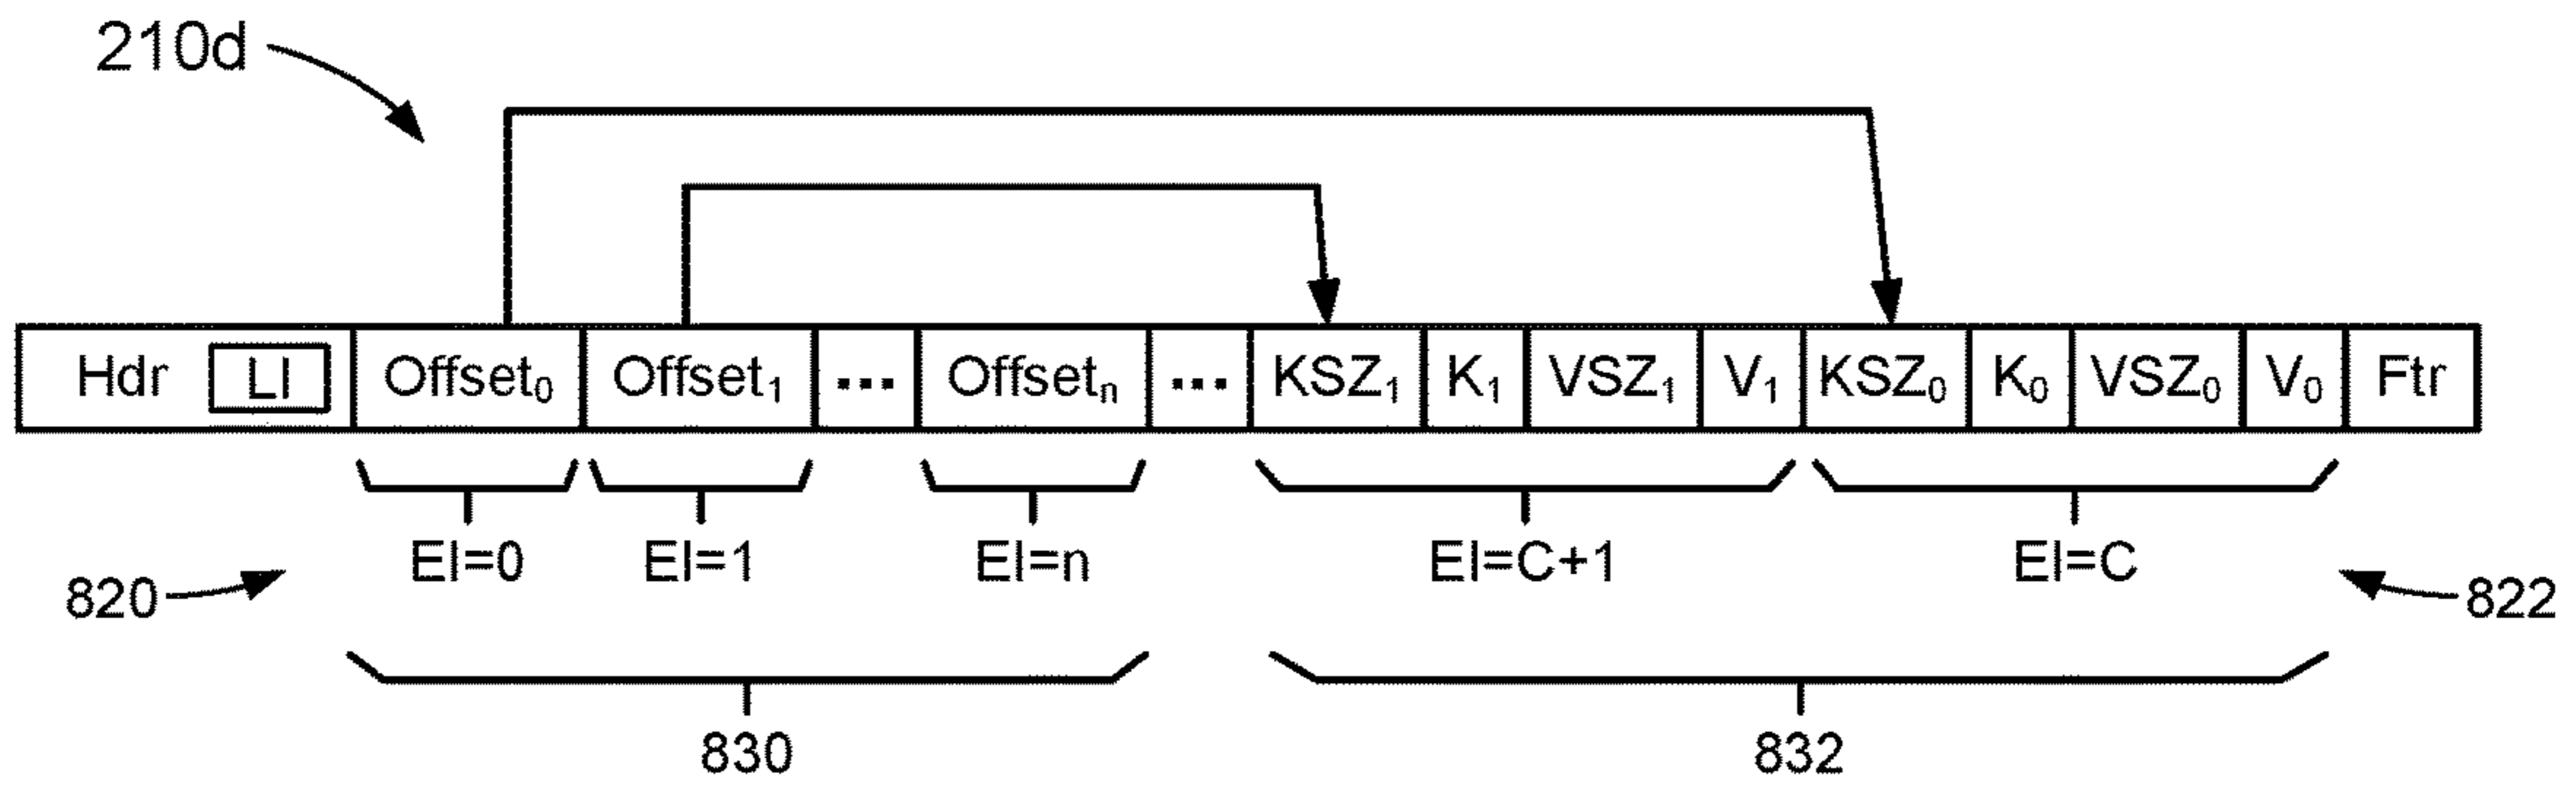 210d
Hdr LI Offset₀ Offset₁ ... Offsetₙ ... KSZ₁ K₁ VSZ₁ V₁ KSZ₀ K₀ VSZ₀ V₀ Ftr
EI=0 EI=1 EI=n EI=C+1 EI=C
820 822
830 832